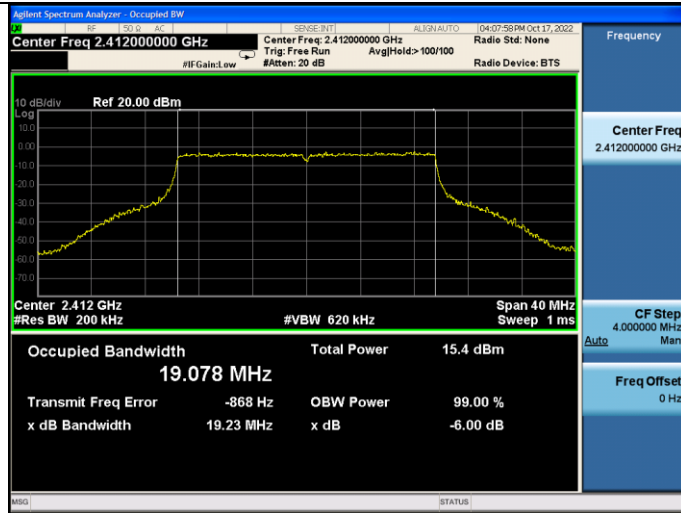 Agilent Spectrum Analyzer - Occupied BW
RF 50 Ω AC SENSE:INT ALIGN AUTO 04:07:58 PM Oct 17, 2022
Center Freq 2.412000000 GHz
Center Freq: 2.412000000 GHz
Radio Std: None
Trig: Free Run Avg|Hold:> 100/100
#IFGain:Low #Atten: 20 dB Radio Device: BTS
Frequency
10 dB/div Ref 20.00 dBm
Log
10.0
0.00
-10.0
-20.0
-30.0
-40.0
-50.0
-60.0
-70.0
Center 2.412 GHz Span 40 MHz
#Res BW 200 kHz #VBW 620 kHz Sweep 1 ms
Occupied Bandwidth Total Power 15.4 dBm
19.078 MHz
Transmit Freq Error -868 Hz OBW Power 99.00 %
x dB Bandwidth 19.23 MHz x dB -6.00 dB
Center Freq
2.412000000 GHz
CF Step
4.000000 MHz
Auto Man
Freq Offset
0 Hz
MSG STATUS